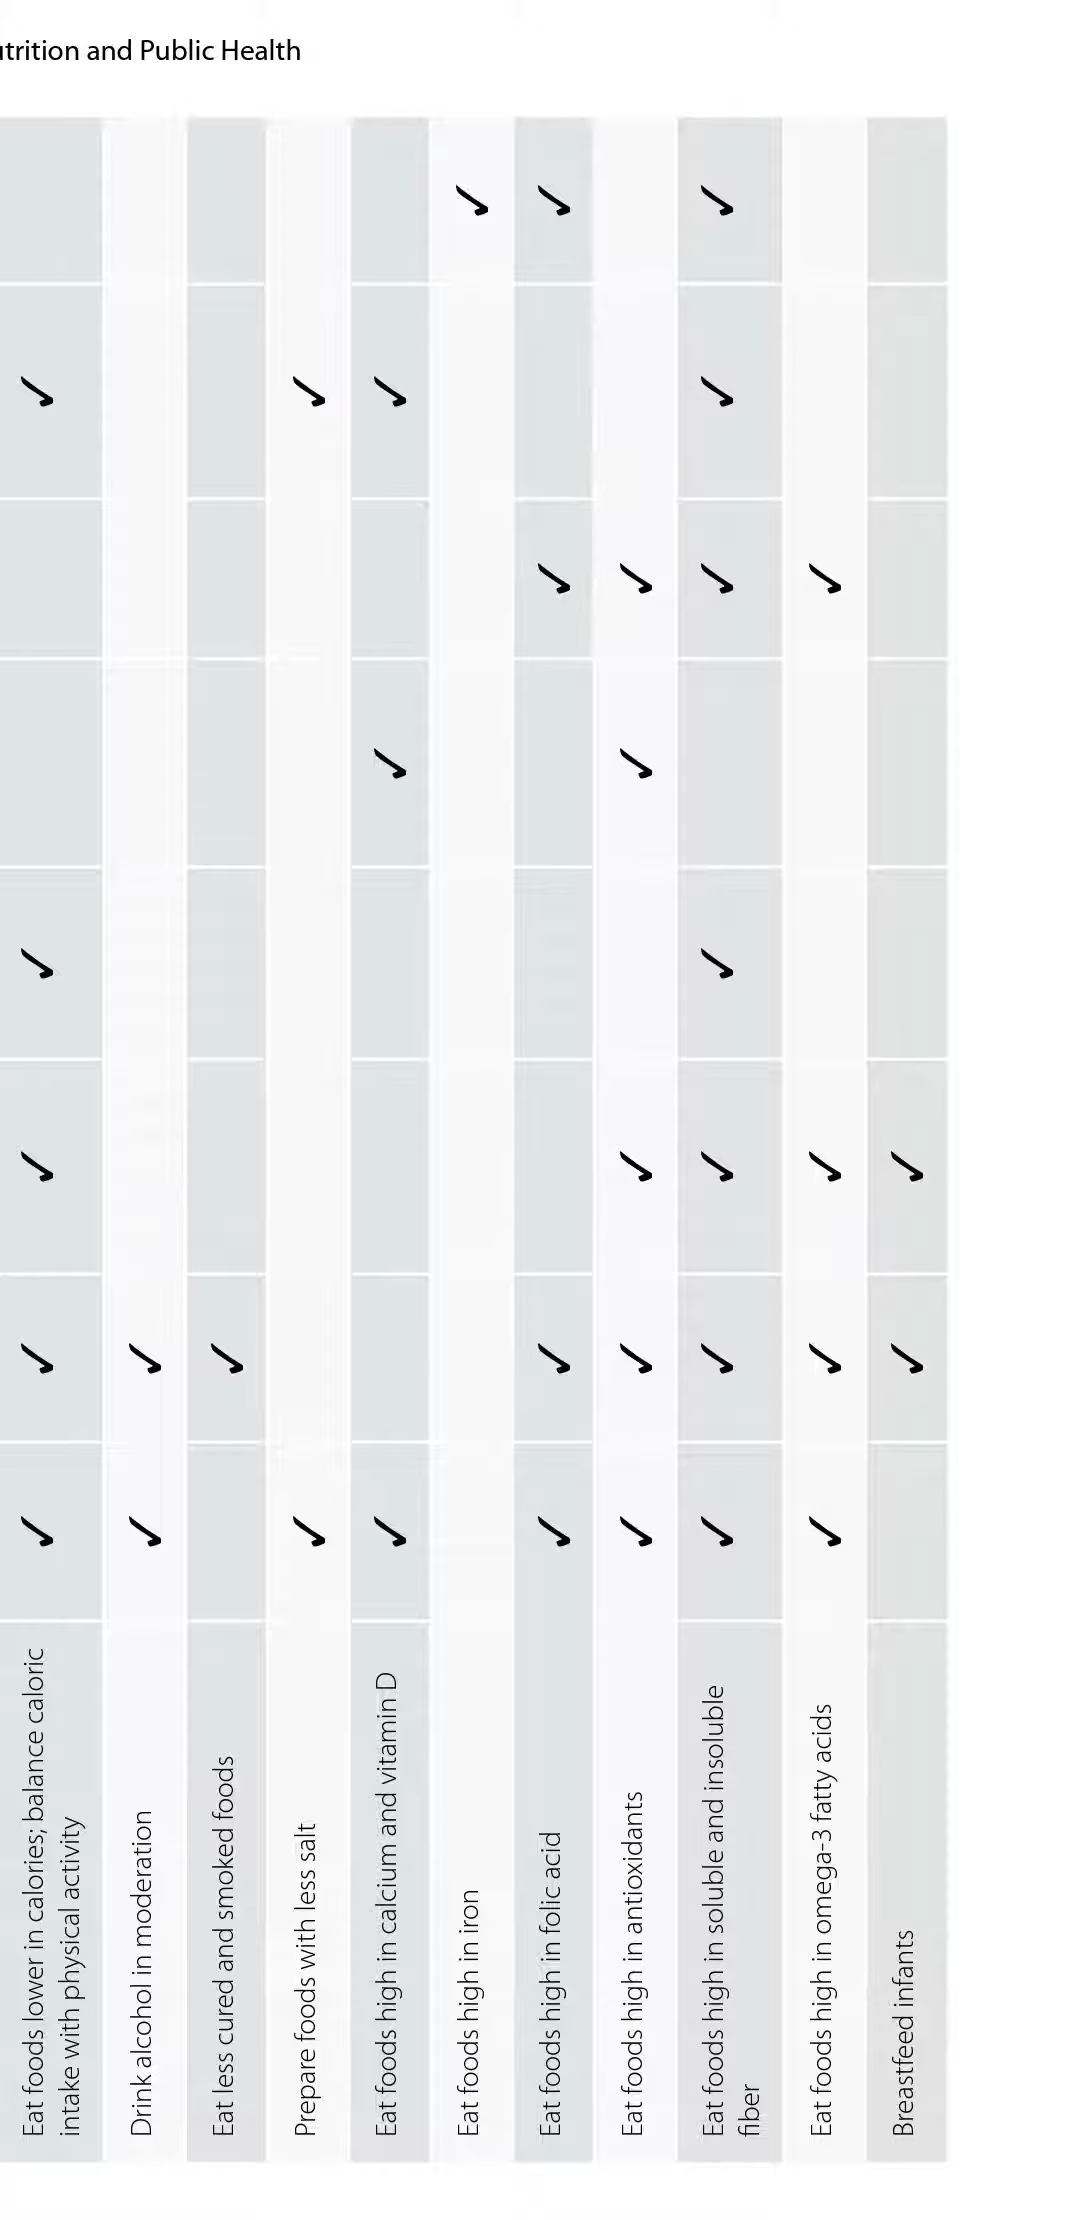 utrition and Public Health
Eat foods lower in calories; balance caloric
intake with physical activity
Drink alcohol in moderation
Eat less cured and smoked foods
Prepare foods with less salt
Eat foods high in calcium and vitamin D
Eat foods high in iron
Eat foods high in folic acid
Eat foods high in antioxidants
Eat foods high in soluble and insoluble
fiber
Eat foods high in omega-3 fatty acids
Breastfeed infants